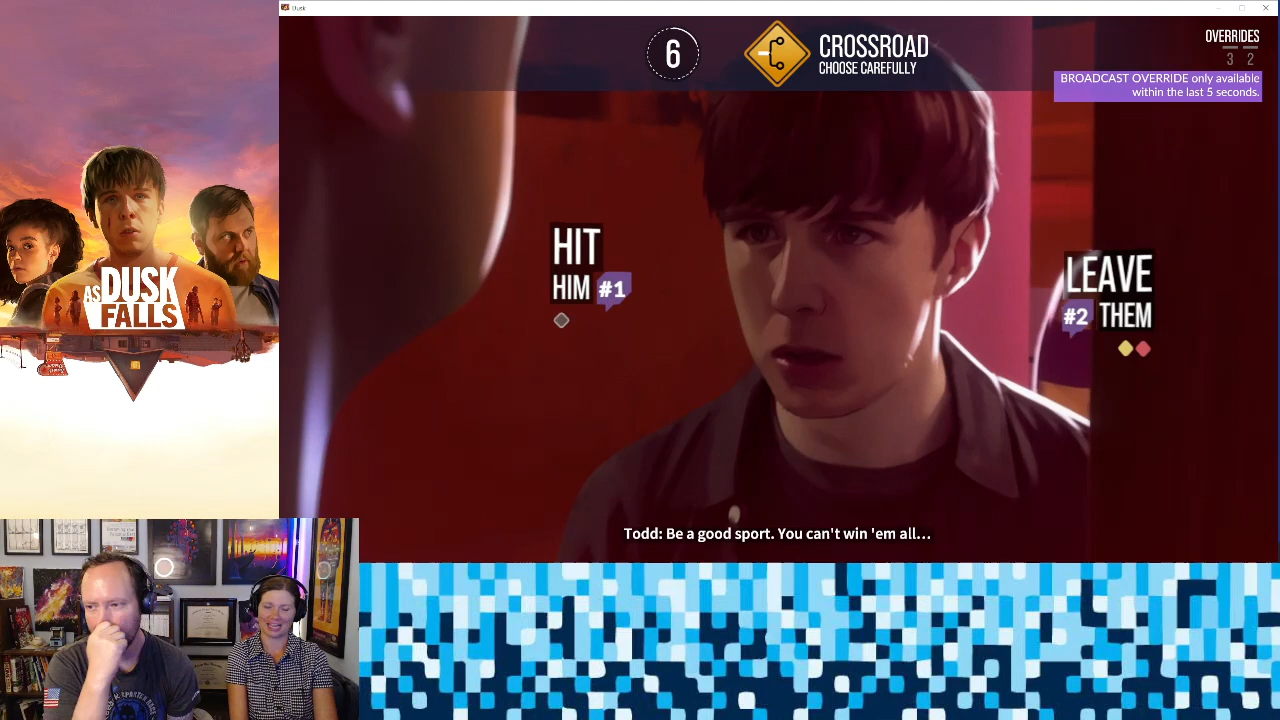 Dusk
6
CROSSROAD
CHOOSE CAREFULLY
OVERRIDES
3 2
BROADCAST OVERRIDE only available
within the last 5 seconds.
HIT
HIM #1
LEAVE
#2 THEM
AS DUSK
FALLS
Todd: Be a good sport. You can't win 'em all...